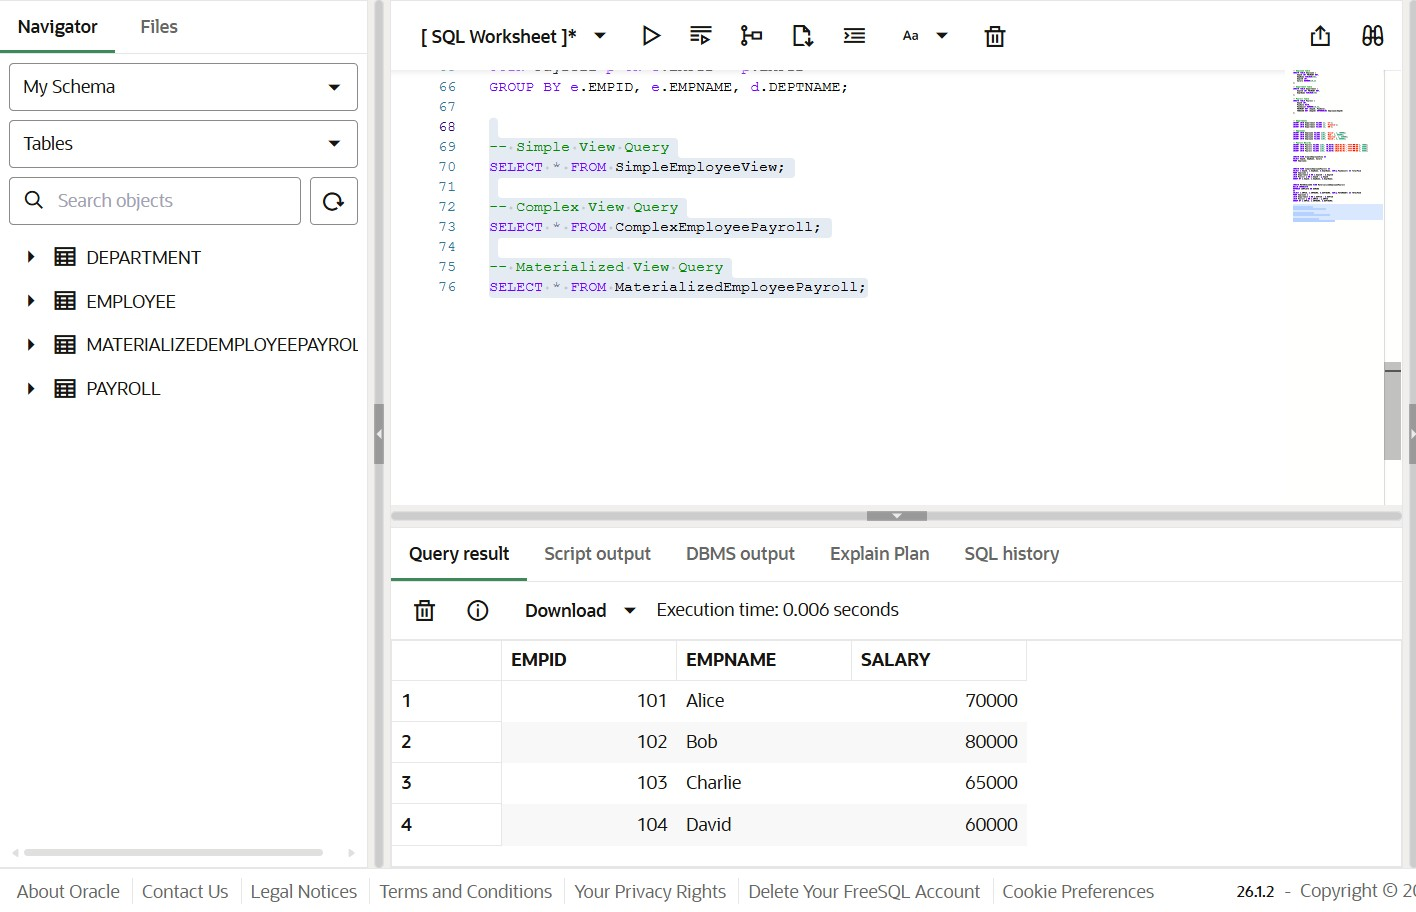 Navigator Files
My Schema
Tables
Search objects
DEPARTMENT
EMPLOYEE
MATERIALIZEDEMPLOYEEPAYROL
PAYROLL
[ SQL Worksheet ]*
Aa
66 GROUP BY e.EMPID, e.EMPNAME, d.DEPTNAME;
67
68
69 -- Simple View Query
70 SELECT * FROM SimpleEmployeeView;
71
72 -- Complex View Query
73 SELECT * FROM ComplexEmployeePayroll;
74
75 -- Materialized View Query
76 SELECT * FROM MaterializedEmployeePayroll;
Query result Script output DBMS output Explain Plan SQL history
Download Execution time: 0.006 seconds
EMPID EMPNAME SALARY
1 101 Alice 70000
2 102 Bob 80000
3 103 Charlie 65000
4 104 David 60000
About Oracle Contact Us Legal Notices Terms and Conditions Your Privacy Rights Delete Your FreeSQL Account Cookie Preferences 26.1.2 - Copyright © 20